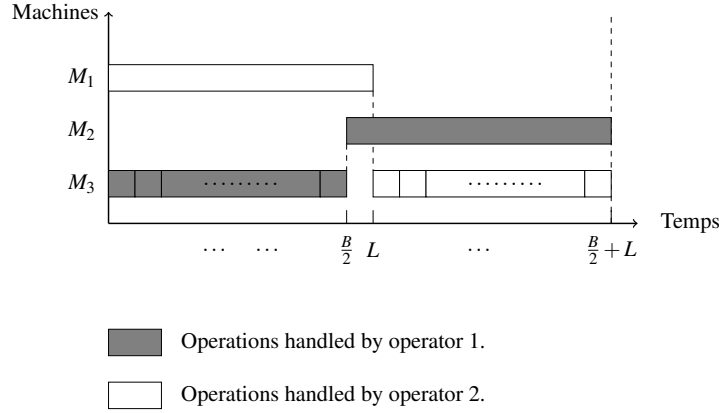 Machines
M₁
M₂
M₃ ......... .........
Temps
... ... B/2 L ... B/2 + L
Operations handled by operator 1.
Operations handled by operator 2.